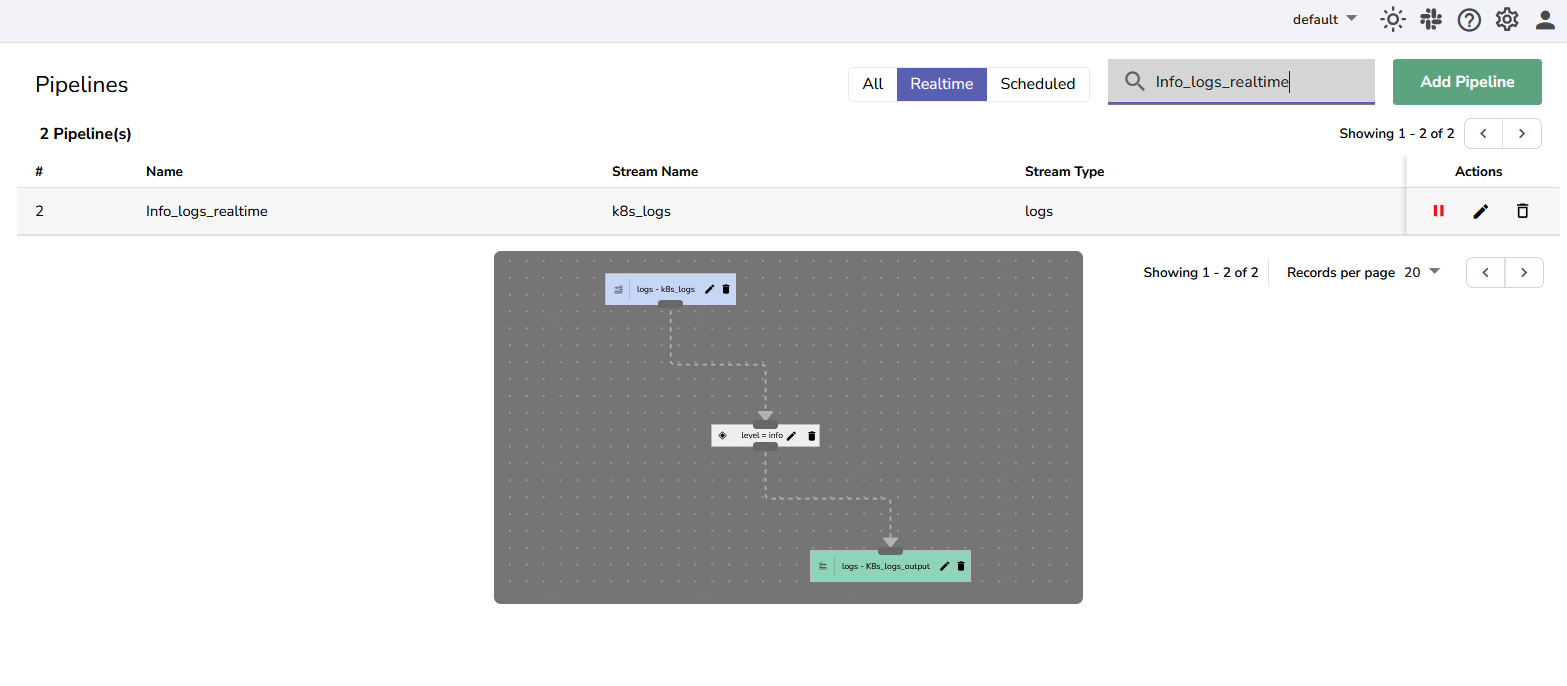 default
Pipelines
All Realtime Scheduled
Info_logs_realtime
Add Pipeline
2 Pipeline(s)
Showing 1 - 2 of 2
# Name Stream Name Stream Type Actions
2 Info_logs_realtime k8s_logs logs
Showing 1 - 2 of 2 Records per page 20
logs - k8s_logs
level = info
logs - K8s_logs_output